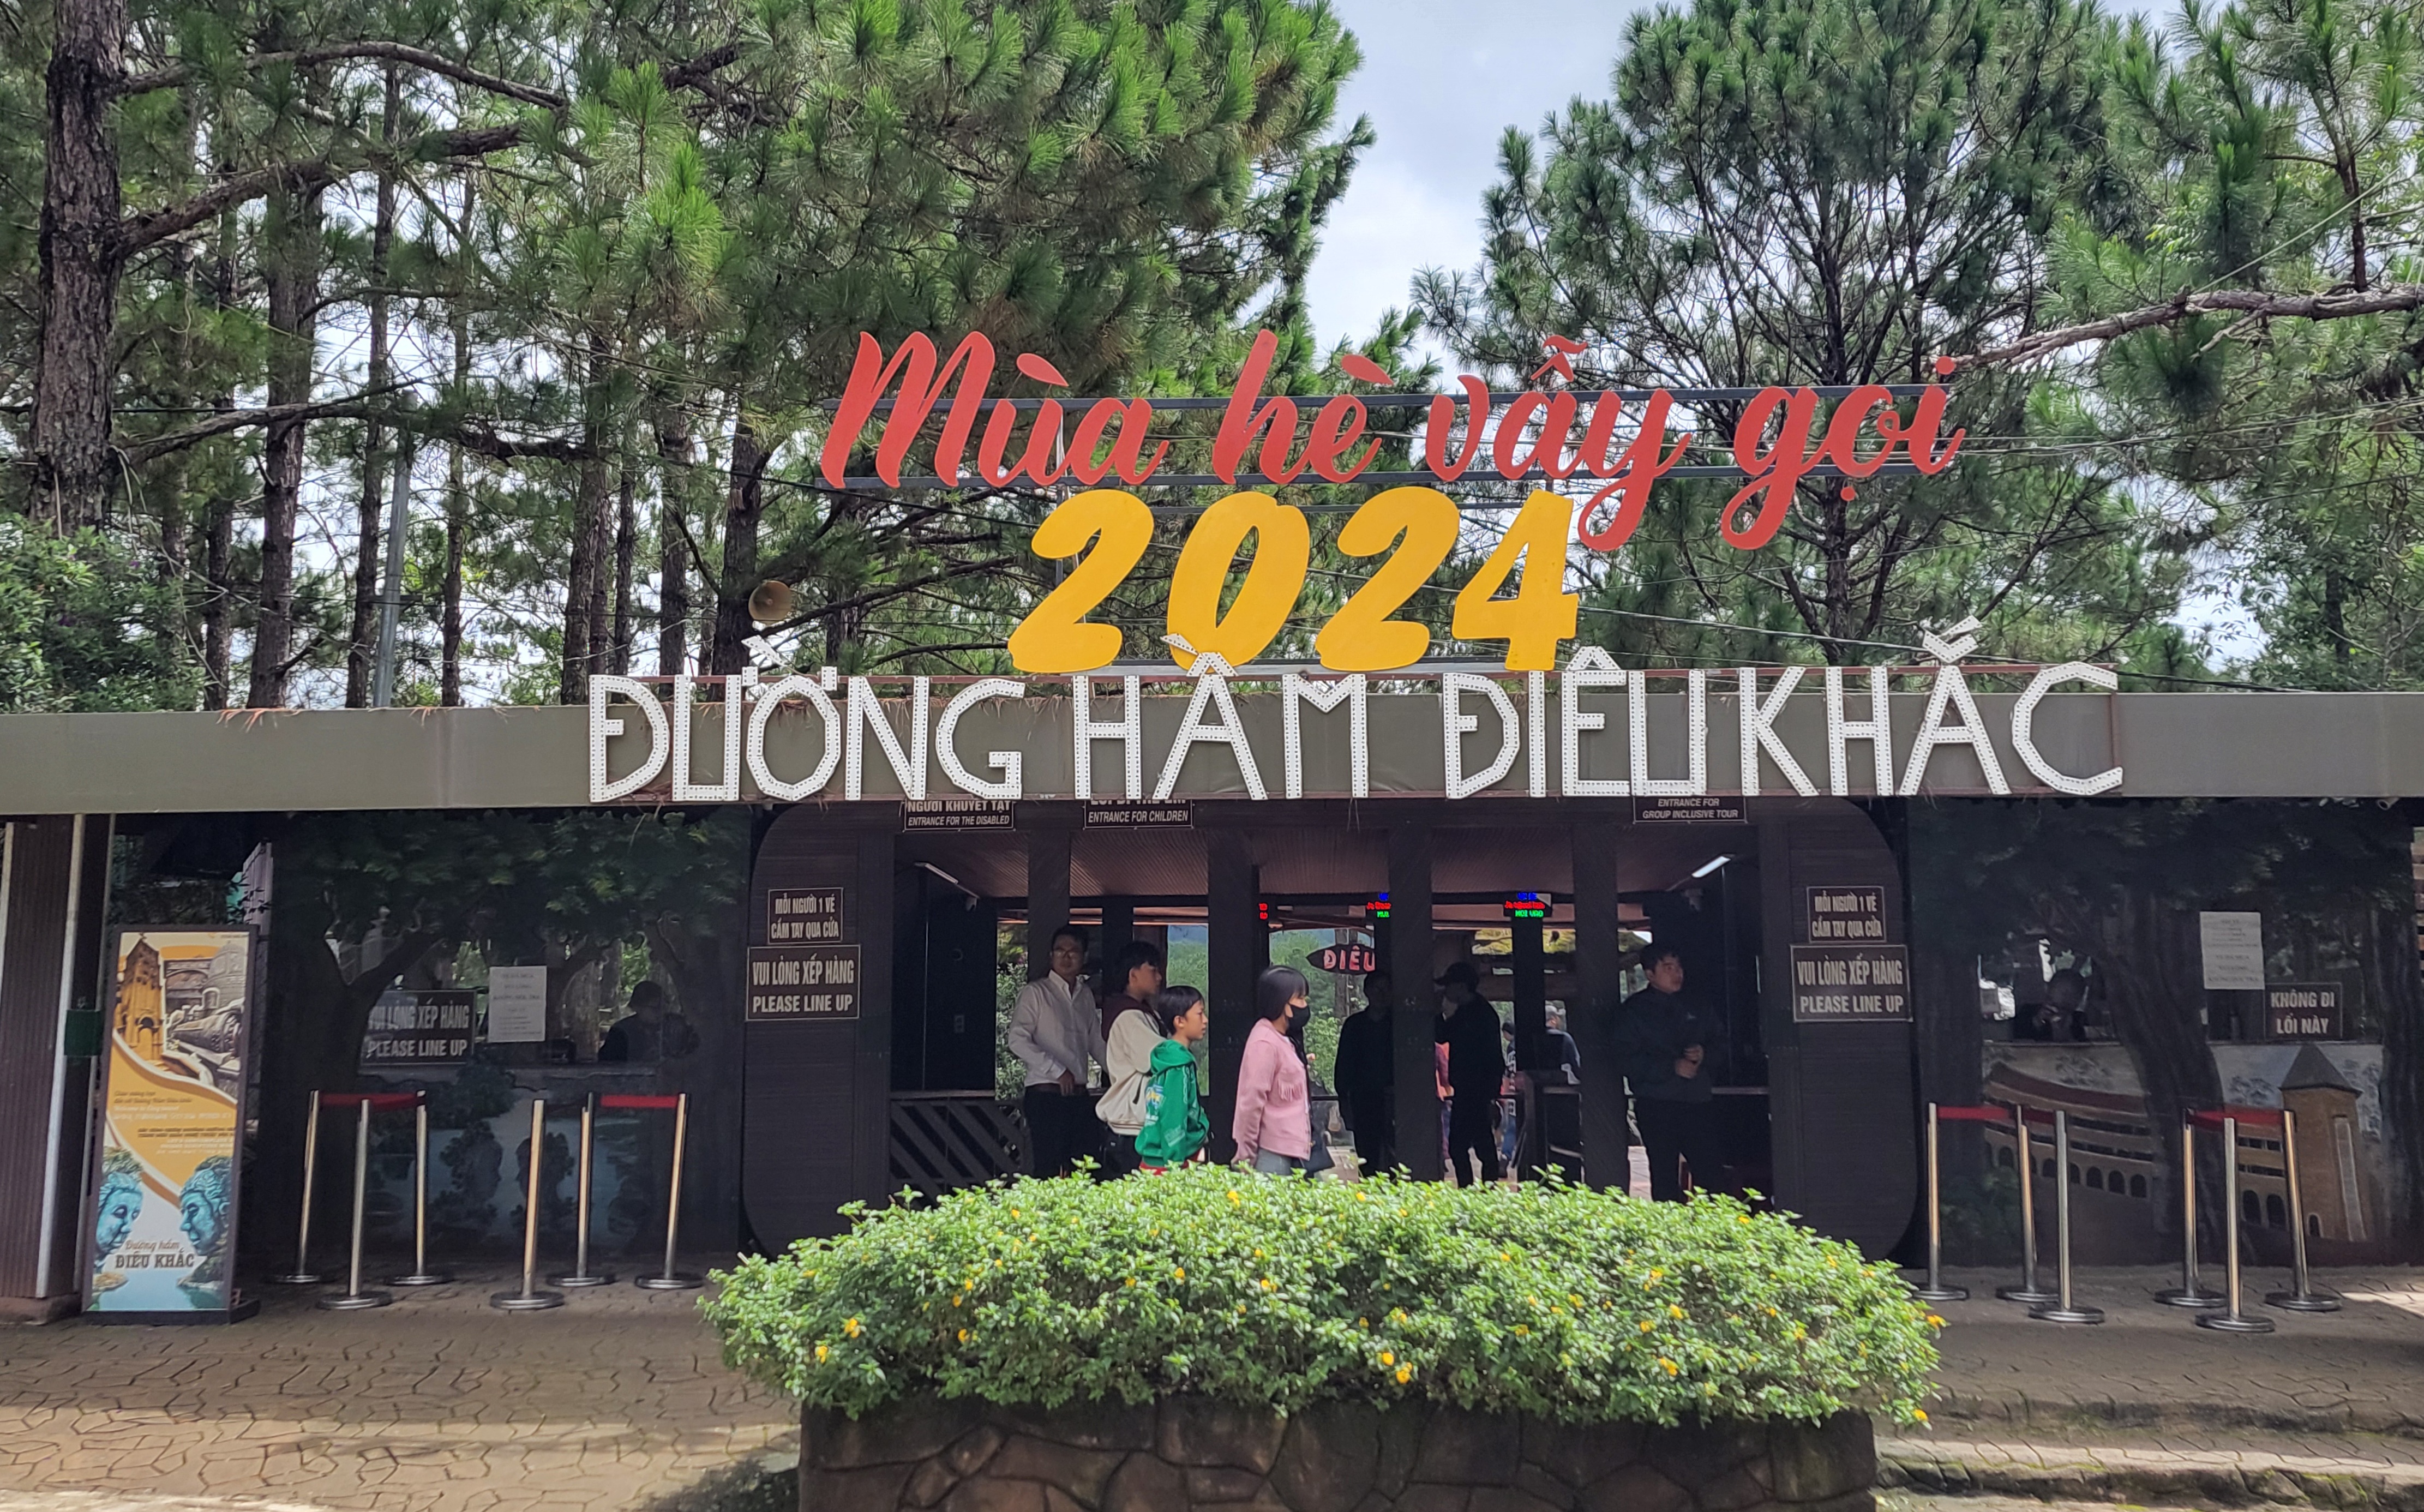 Mùa hè vẫy gọi
2024
ĐƯỜNG HẦM ĐIÊU KHẮC
NGƯỜI KHUYẾT TẬT
ENTRANCE FOR THE DISABLED
ENTRANCE FOR CHILDREN
ENTRANCE FOR
GROUP INCLUSIVE TOUR
MỖI NGƯỜI 1 VÉ
CẦM TAY QUA CỬA
VUI LÒNG XẾP HÀNG
PLEASE LINE UP
MỖI NGƯỜI 1 VÉ
CẦM TAY QUA CỬA
VUI LÒNG XẾP HÀNG
PLEASE LINE UP
VUI LÒNG XẾP HÀNG
PLEASE LINE UP
KHÔNG ĐI
LỐI NÀY
ĐIÊU
Đường hầm
ĐIÊU KHẮC